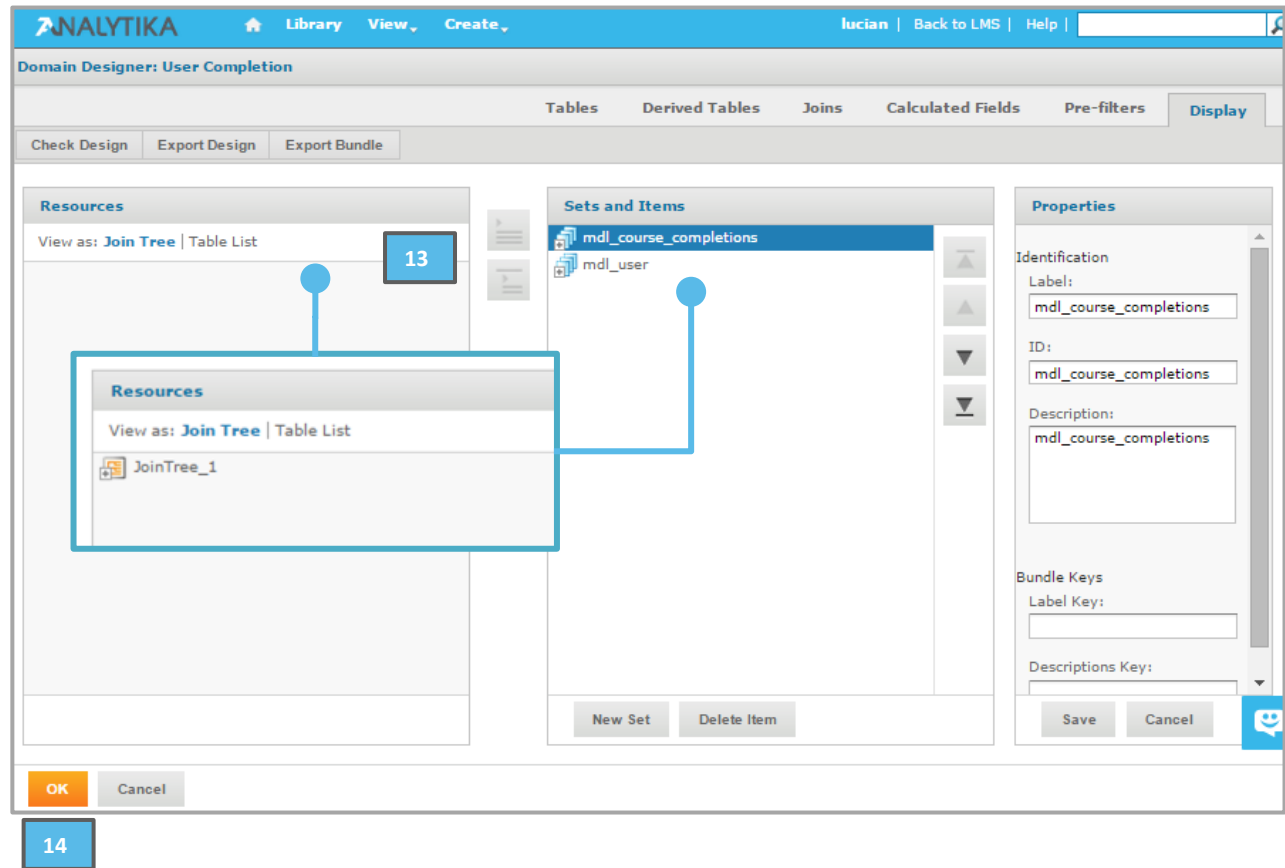 ANALYTIKA Library View Create lucian | Back to LMS | Help |
Domain Designer: User Completion
Tables Derived Tables Joins Calculated Fields Pre-filters Display
Check Design Export Design Export Bundle
Resources
View as: Join Tree | Table List
13
Resources
View as: Join Tree | Table List
JoinTree_1
Sets and Items
mdl_course_completions
mdl_user
New Set Delete Item
Properties
Identification
Label:
mdl_course_completions
ID:
mdl_course_completions
Description:
mdl_course_completions
Bundle Keys
Label Key:
Descriptions Key:
Save Cancel
OK Cancel
14